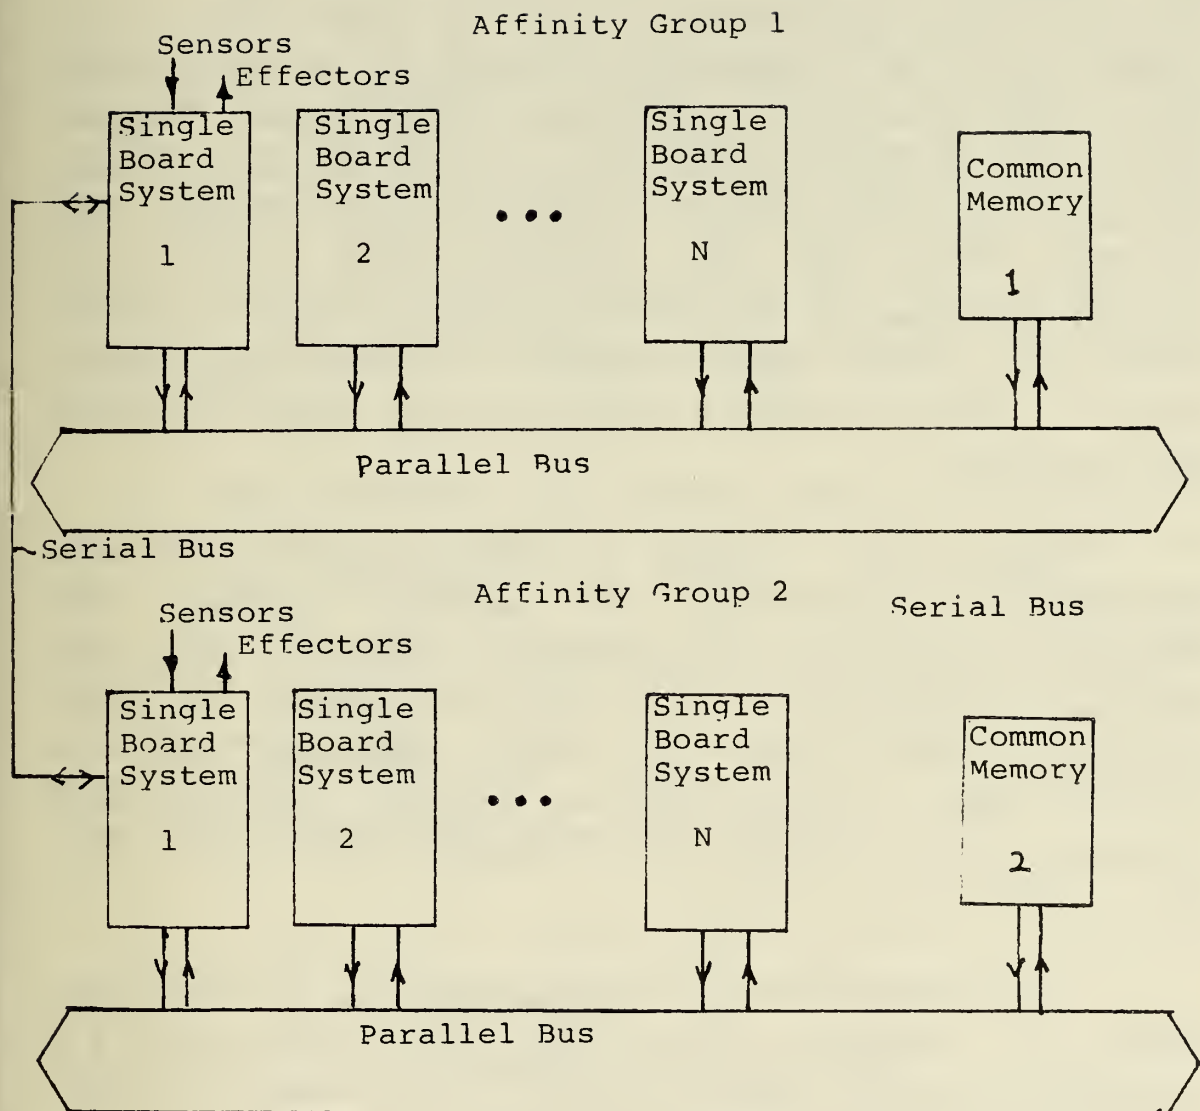 Affinity Group 1
Sensors
Effectors
Single
Board
System
1
Single
Board
System
2
•••
Single
Board
System
N
Common
Memory
1
Parallel Bus
Serial Bus
Affinity Group 2
Serial Bus
Sensors
Effectors
Single
Board
System
1
Single
Board
System
2
•••
Single
Board
System
N
Common
Memory
2
Parallel Bus